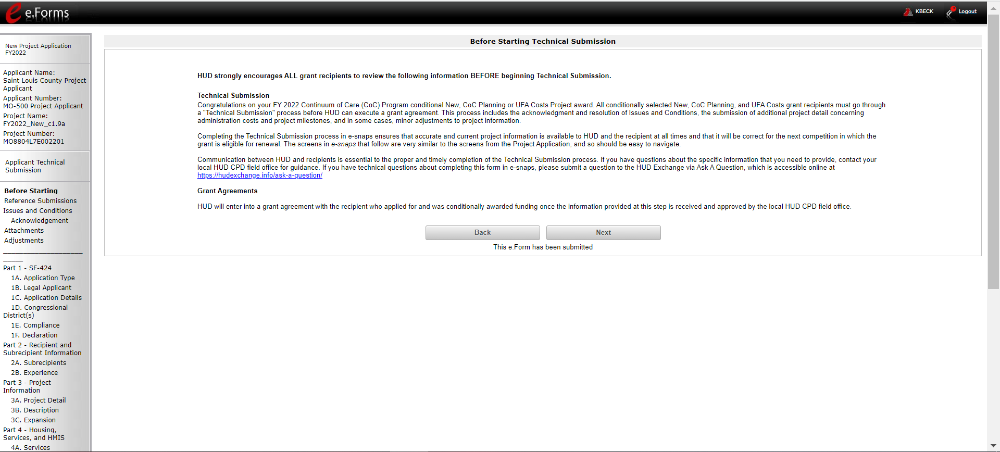 e.Forms
KBECK
Logout
New Project Application
FY2022
Applicant Name:
Saint Louis County Project
Applicant
Applicant Number:
MO-500 Project Applicant
Project Name:
FY2022_New_c1.9a
Project Number:
MO8804L7E002201
Applicant Technical
Submission
Before Starting
Reference Submissions
Issues and Conditions
Acknowledgement
Attachments
Adjustments
____________________
_____
Part 1 - SF-424
1A. Application Type
1B. Legal Applicant
1C. Application Details
1D. Congressional
District(s)
1E. Compliance
1F. Declaration
Part 2 - Recipient and
Subrecipient Information
2A. Subrecipients
2B. Experience
Part 3 - Project
Information
3A. Project Detail
3B. Description
3C. Expansion
Part 4 - Housing,
Services, and HMIS
4A. Services
Before Starting Technical Submission
HUD strongly encourages ALL grant recipients to review the following information BEFORE beginning Technical Submission.
Technical Submission
Congratulations on your FY 2022 Continuum of Care (CoC) Program conditional New, CoC Planning or UFA Costs Project award. All conditionally selected New, CoC Planning, and UFA Costs grant recipients must go through
a "Technical Submission" process before HUD can execute a grant agreement. This process includes the acknowledgment and resolution of Issues and Conditions, the submission of additional project detail concerning
administration costs and project milestones, and in some cases, minor adjustments to project information.
Completing the Technical Submission process in e-snaps ensures that accurate and current project information is available to HUD and the recipient at all times and that it will be correct for the next competition in which the
grant is eligible for renewal. The screens in e-snaps that follow are very similar to the screens from the Project Application, and so should be easy to navigate.
Communication between HUD and recipients is essential to the proper and timely completion of the Technical Submission process. If you have questions about the specific information that you need to provide, contact your
local HUD CPD field office for guidance. If you have technical questions about completing this form in e-snaps, please submit a question to the HUD Exchange via Ask A Question, which is accessible online at
https://hudexchange.info/ask-a-question/
Grant Agreements
HUD will enter into a grant agreement with the recipient who applied for and was conditionally awarded funding once the information provided at this step is received and approved by the local HUD CPD field office.
Back
Next
This e.Form has been submitted